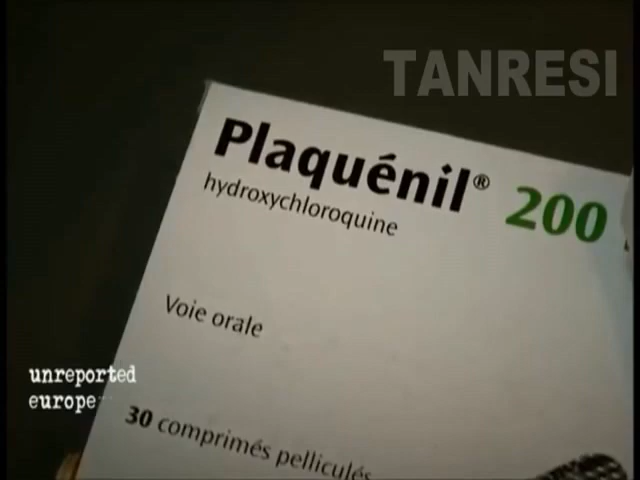 TANRESI
Plaquénil® 200
hydroxychloroquine
Voie orale
unreported
europe
30 comprimés pelliculés